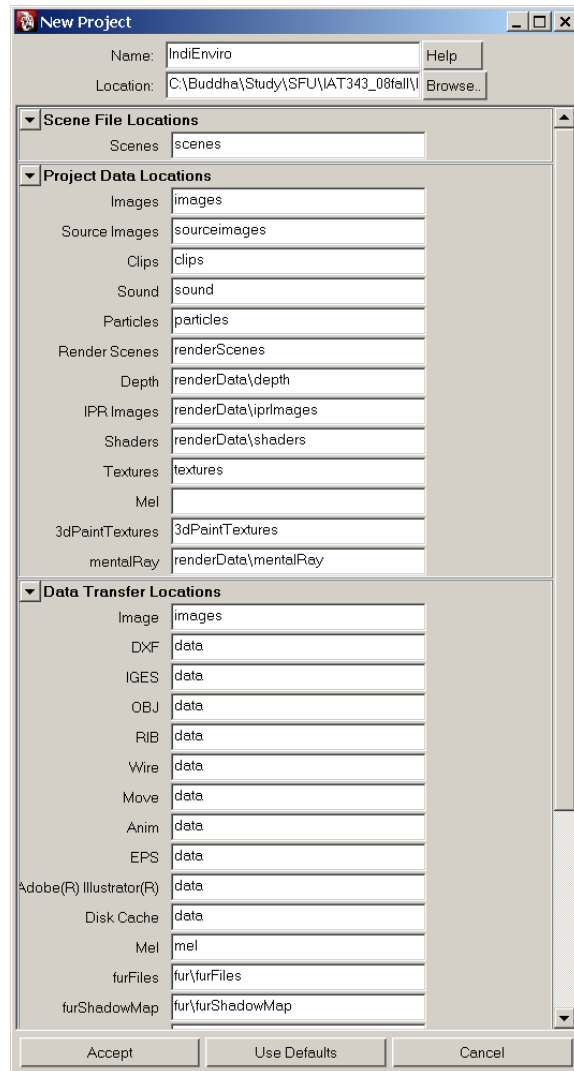 New Project
Name: IndiEnviro Help
Location: C:\Buddha\Study\SFU\IAT343_08fall\I Browse..
Scene File Locations
Scenes scenes
Project Data Locations
Images images
Source Images sourceimages
Clips clips
Sound sound
Particles particles
Render Scenes renderScenes
Depth renderData\depth
IPR Images renderData\iprImages
Shaders renderData\shaders
Textures textures
Mel
3dPaintTextures 3dPaintTextures
mentalRay renderData\mentalRay
Data Transfer Locations
Image images
DXF data
IGES data
OBJ data
RIB data
Wire data
Move data
Anim data
EPS data
Adobe(R) Illustrator(R) data
Disk Cache data
Mel mel
furFiles fur\furFiles
furShadowMap fur\furShadowMap
Accept Use Defaults Cancel